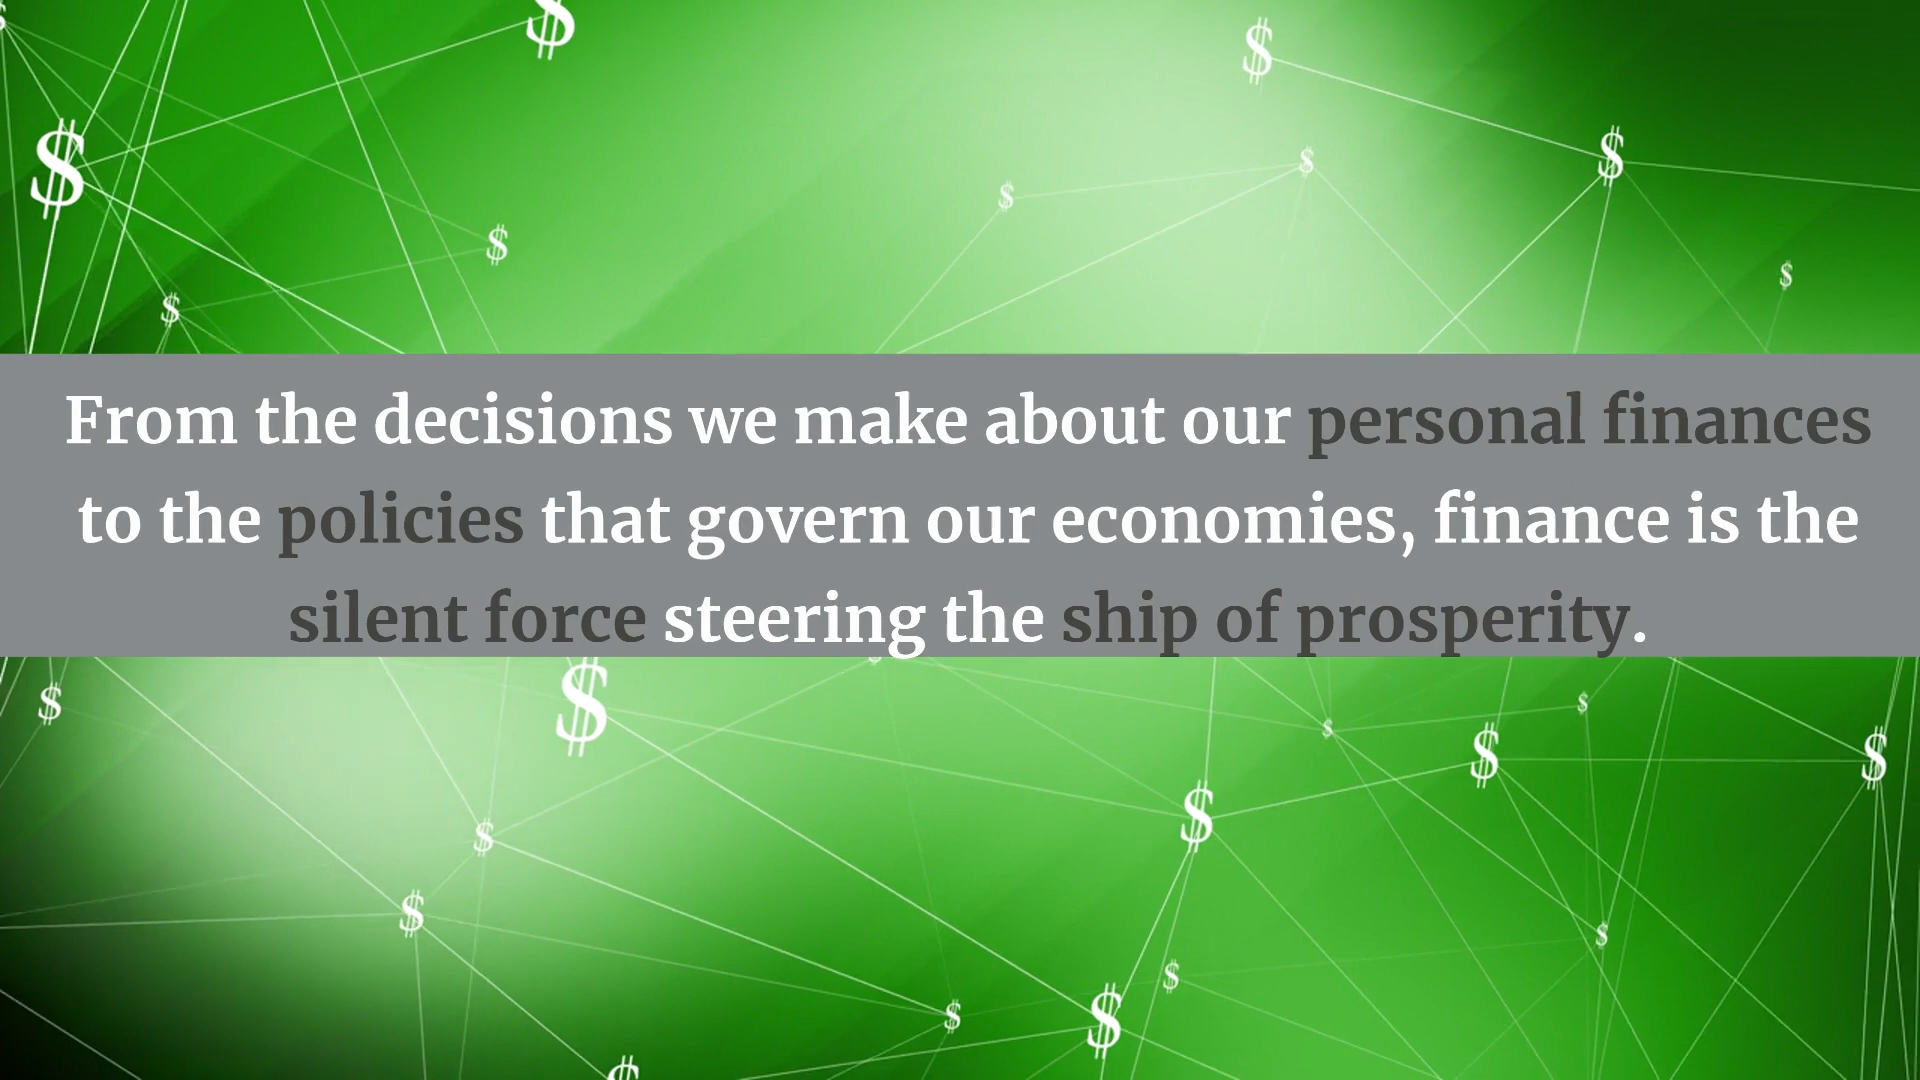 From the decisions we make about our personal finances
to the policies that govern our economies, finance is the
silent force steering the ship of prosperity.